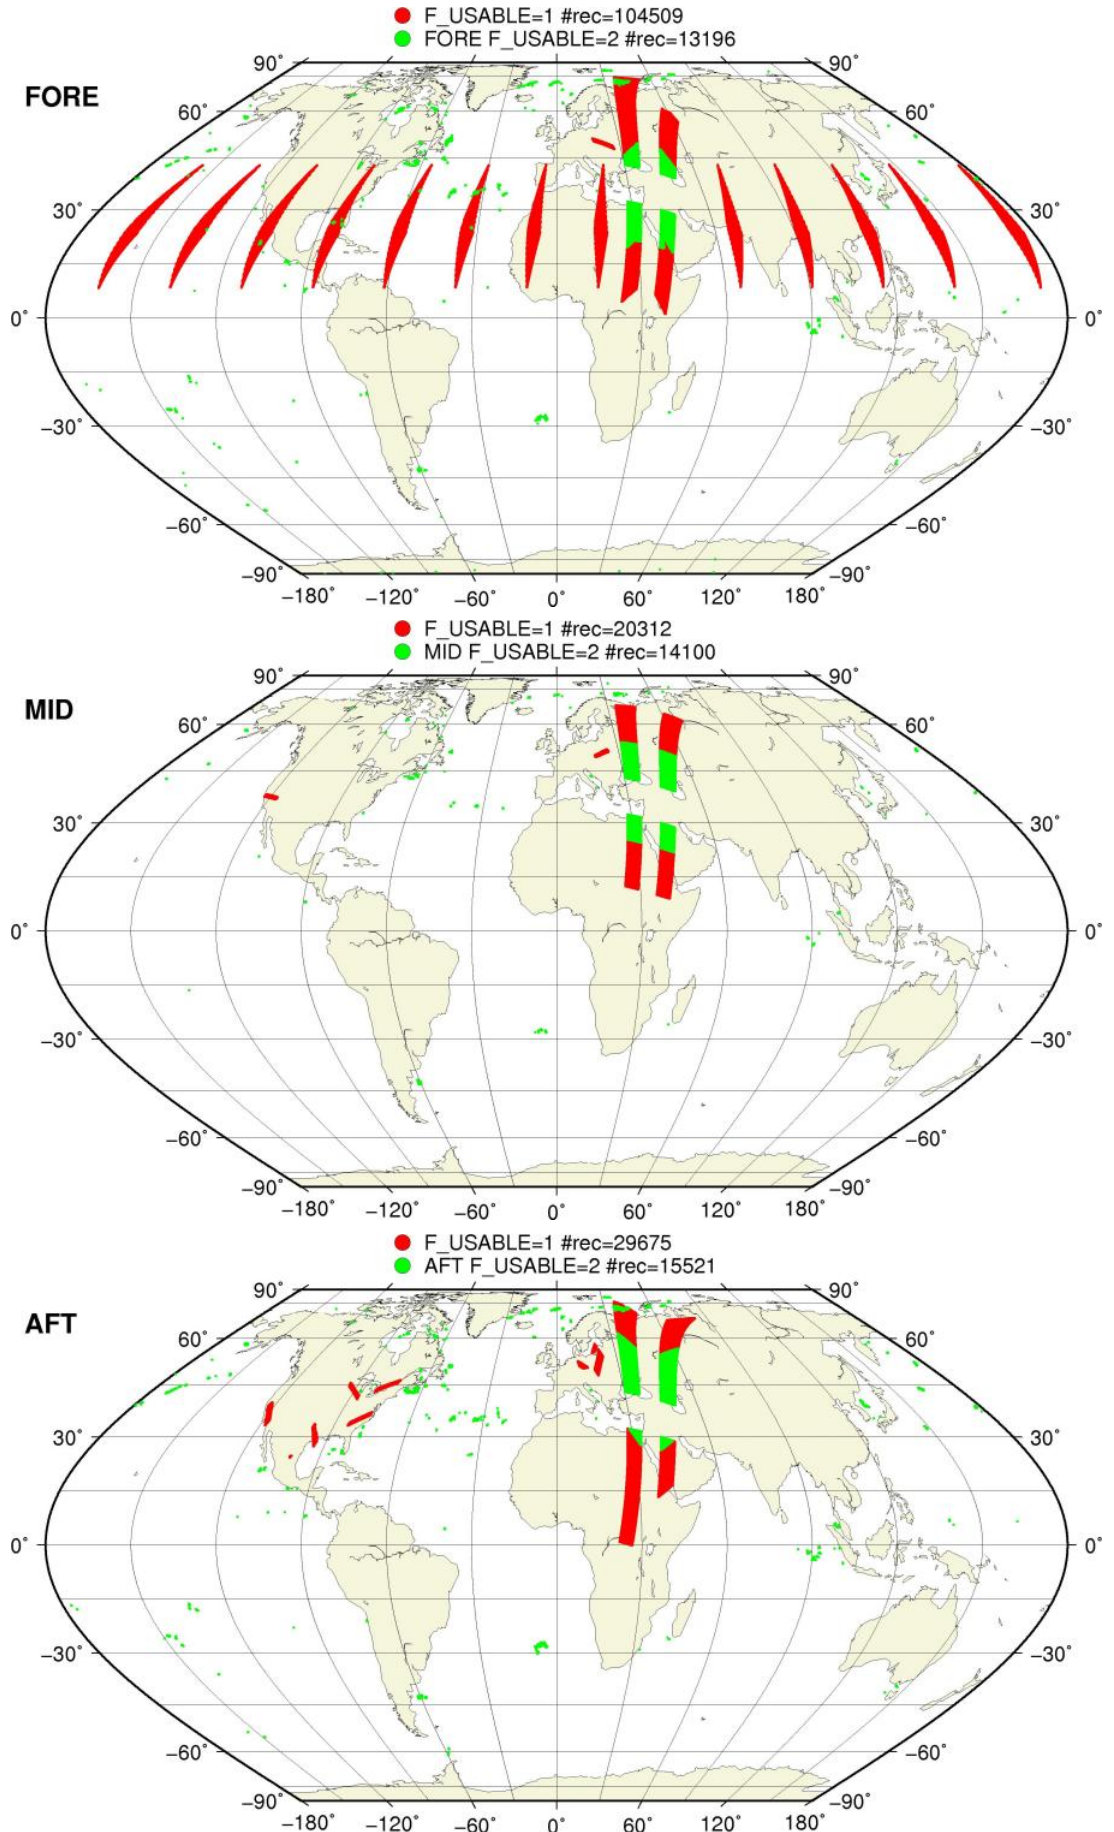 F_USABLE=1 #rec=104509
FORE F_USABLE=2 #rec=13196
FORE
90° 90°
60° 60°
30° 30°
0° 0°
−30° −30°
−60° −60°
−90° −90°
−180° −120° −60° 0° 60° 120° 180°
F_USABLE=1 #rec=20312
MID F_USABLE=2 #rec=14100
MID
90° 90°
60° 60°
30° 30°
0° 0°
−30° −30°
−60° −60°
−90° −90°
−180° −120° −60° 0° 60° 120° 180°
F_USABLE=1 #rec=29675
AFT F_USABLE=2 #rec=15521
AFT
90° 90°
60° 60°
30° 30°
0° 0°
−30° −30°
−60° −60°
−90° −90°
−180° −120° −60° 0° 60° 120° 180°